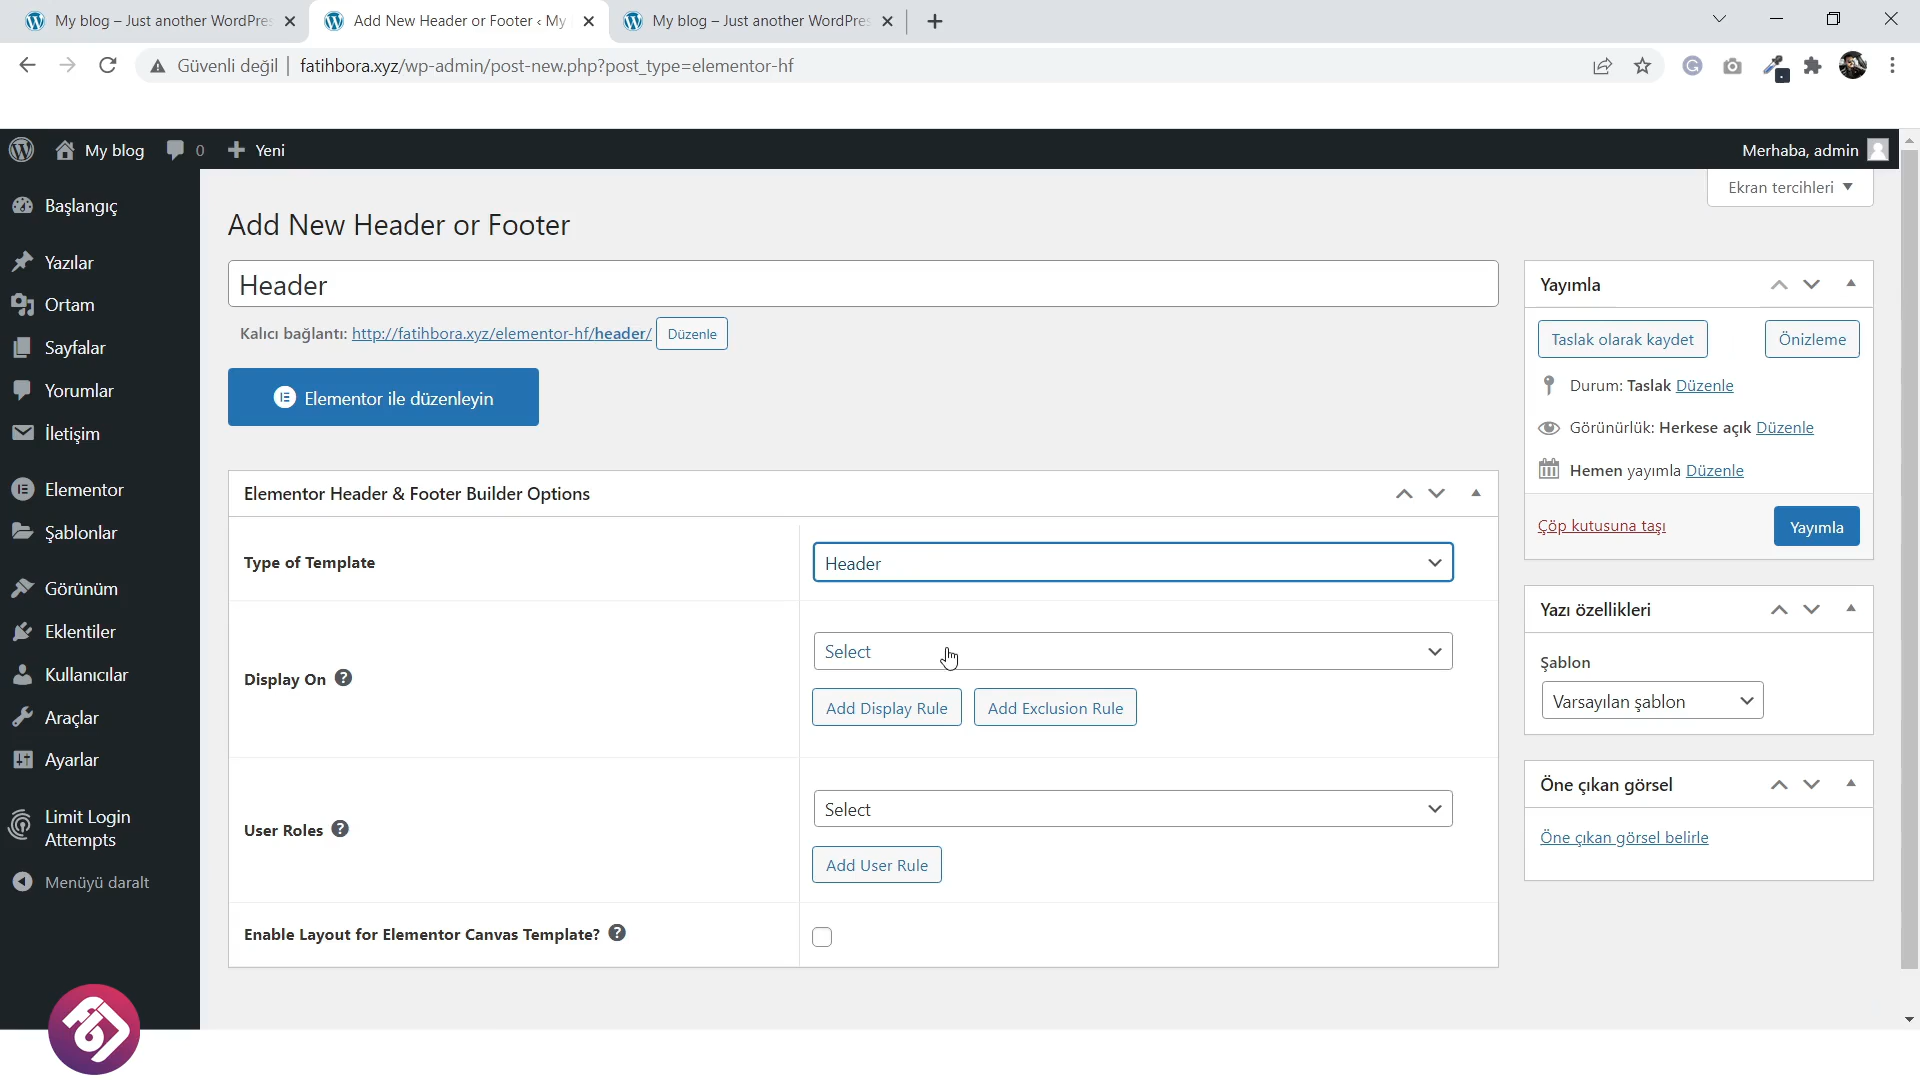 My blog – Just another WordPres
Add New Header or Footer ‹ My
My blog – Just another WordPres
Güvenli değil
fatihbora.xyz/wp-admin/post-new.php?post_type=elementor-hf
My blog
0
Yeni
Merhaba, admin
Ekran tercihleri
Başlangıç
Yazılar
Ortam
Sayfalar
Yorumlar
İletişim
Elementor
Şablonlar
Görünüm
Eklentiler
Kullanıcılar
Araçlar
Ayarlar
Limit Login
Attempts
Menüyü daralt
Add New Header or Footer
Header
Kalıcı bağlantı: http://fatihbora.xyz/elementor-hf/header/ Düzenle
Elementor ile düzenleyin
Elementor Header & Footer Builder Options
Type of Template
Header
Display On
Select
Add Display Rule
Add Exclusion Rule
User Roles
Select
Add User Rule
Enable Layout for Elementor Canvas Template?
Yayımla
Taslak olarak kaydet
Önizleme
Durum: Taslak Düzenle
Görünürlük: Herkese açık Düzenle
Hemen yayımla Düzenle
Çöp kutusuna taşı
Yayımla
Yazı özellikleri
Şablon
Varsayılan şablon
Öne çıkan görsel
Öne çıkan görsel belirle